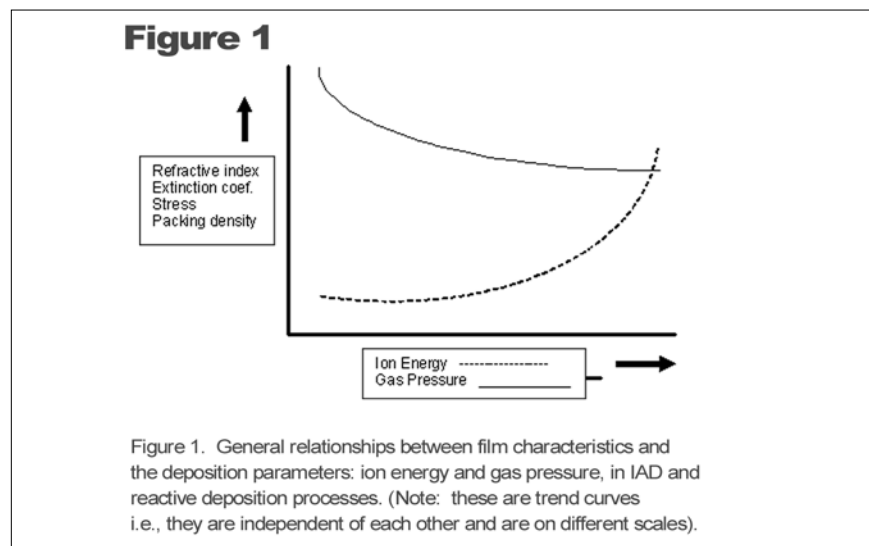 Figure 1
Refractive index
Extinction coef.
Stress
Packing density
Ion Energy
Gas Pressure
Figure 1.  General relationships between film characteristics and
the deposition parameters: ion energy and gas pressure, in IAD and
reactive deposition processes. (Note:  these are trend curves
i.e., they are independent of each other and are on different scales).